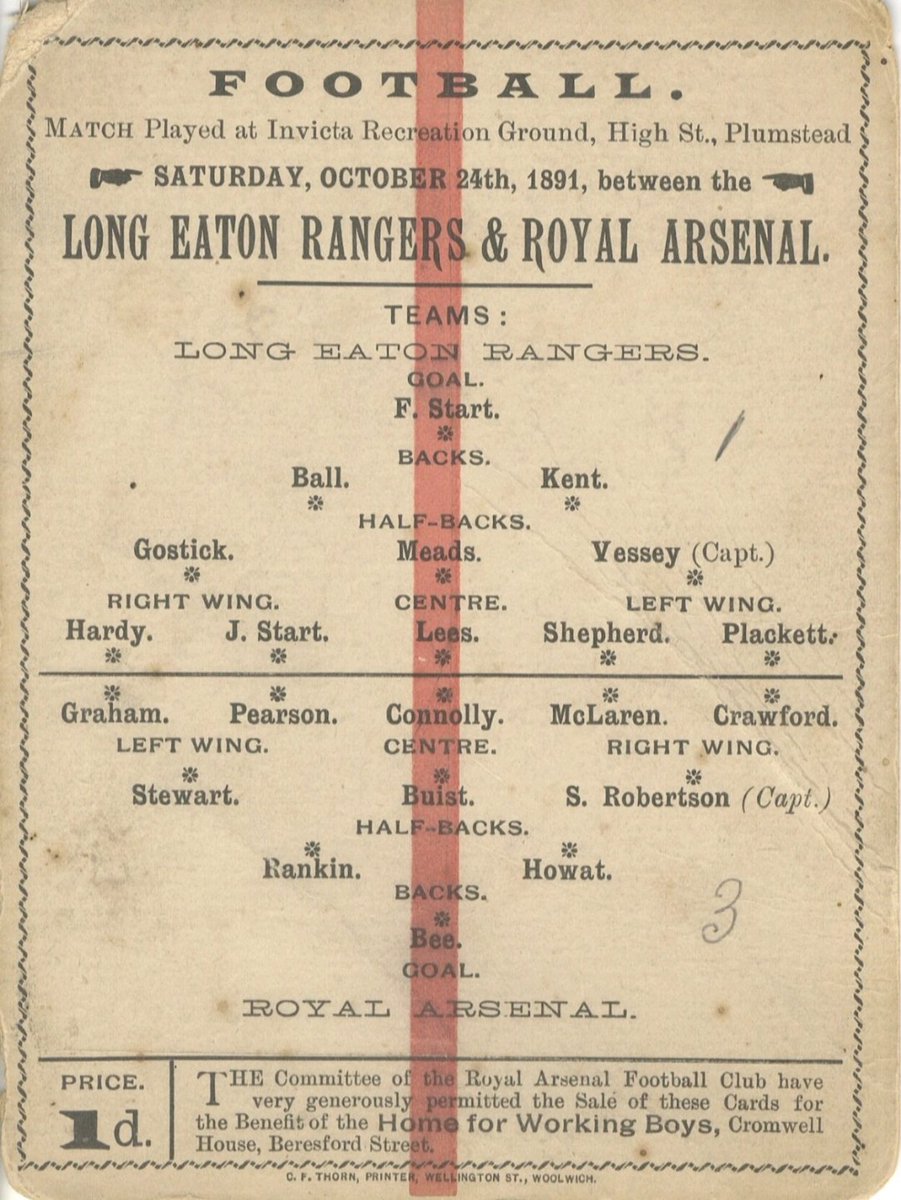 FOOTBALL.
MATCH Played at Invicta Recreation Ground, High St., Plumstead
SATURDAY, OCTOBER 24th, 1891, between the
LONG EATON RANGERS & ROYAL ARSENAL.
TEAMS:
LONG EATON RANGERS.
GOAL.
F. Start.
BACKS.
Ball. Kent.
1
HALF-BACKS.
Gostick. Meads. Vessey (Capt.)
RIGHT WING. CENTRE. LEFT WING.
Hardy. J. Start. Lees. Shepherd. Plackett.
Graham. Pearson. Connolly. McLaren. Crawford.
LEFT WING. CENTRE. RIGHT WING.
Stewart. Buist. S. Robertson (Capt.)
HALF-BACKS.
Rankin. Howat.
BACKS.
3
Bee.
GOAL.
ROYAL ARSENAL.
PRICE.
1d.
THE Committee of the Royal Arsenal Football Club have
very generously permitted the Sale of these Cards for
the Benefit of the Home for Working Boys, Cromwell
House, Beresford Street.
C. F. THORN, PRINTER, WELLINGTON ST., WOOLWICH.